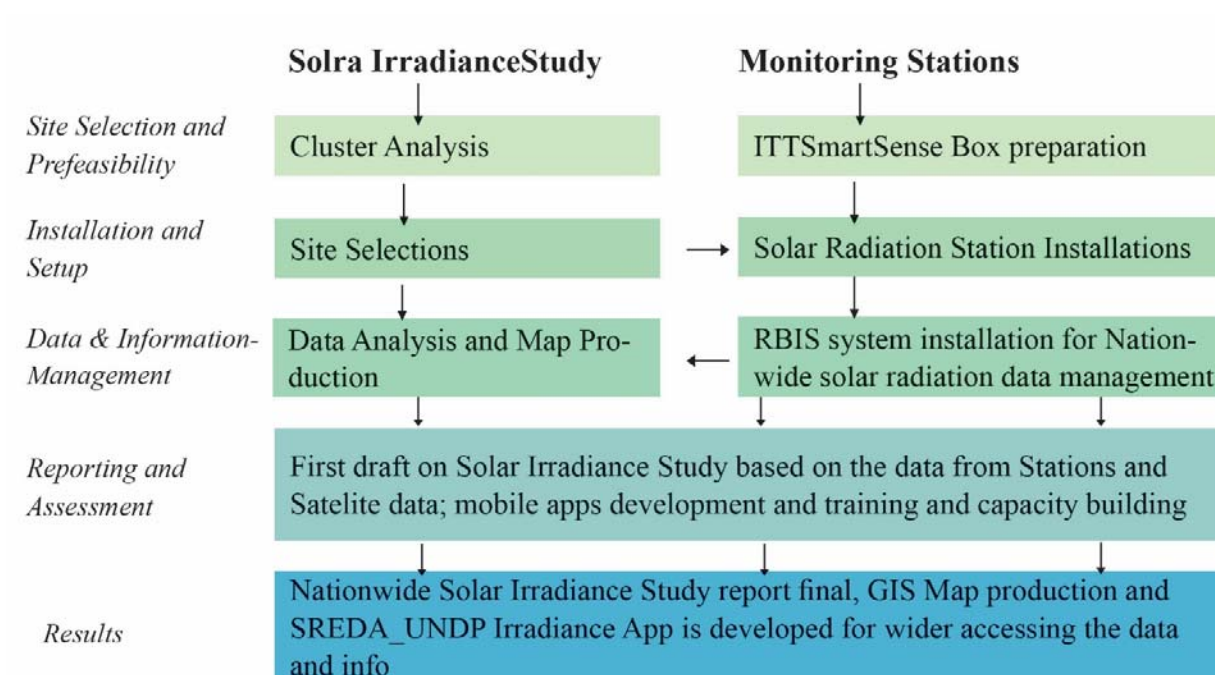 Solra IrradianceStudy
Monitoring Stations
Site Selection and
Prefeasibility
Cluster Analysis
ITTSmartSense Box preparation
Installation and
Setup
Site Selections
Solar Radiation Station Installations
Data & Information-
Management
Data Analysis and Map Pro-
duction
RBIS system installation for Nation-
wide solar radiation data management
Reporting and
Assessment
First draft on Solar Irradiance Study based on the data from Stations and
Satelite data; mobile apps development and training and capacity building
Results
Nationwide Solar Irradiance Study report final, GIS Map production and
SREDA_UNDP Irradiance App is developed for wider accessing the data
and info